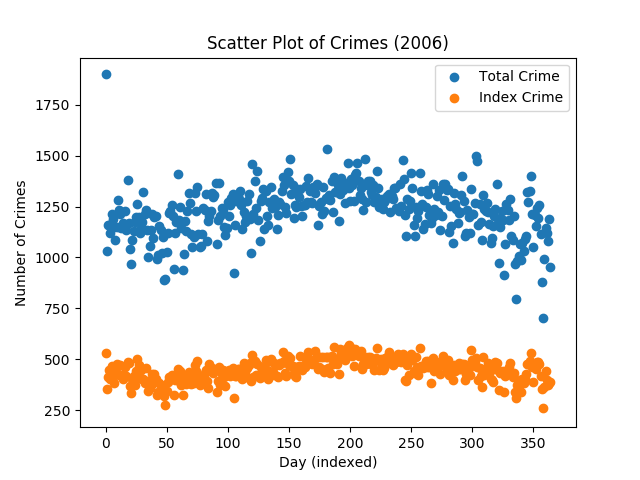 Scatter Plot of Crimes (2006)
Total Crime
Index Crime
Number of Crimes
1750
1500
1250
1000
750
500
250
0 50 100 150 200 250 300 350
Day (indexed)